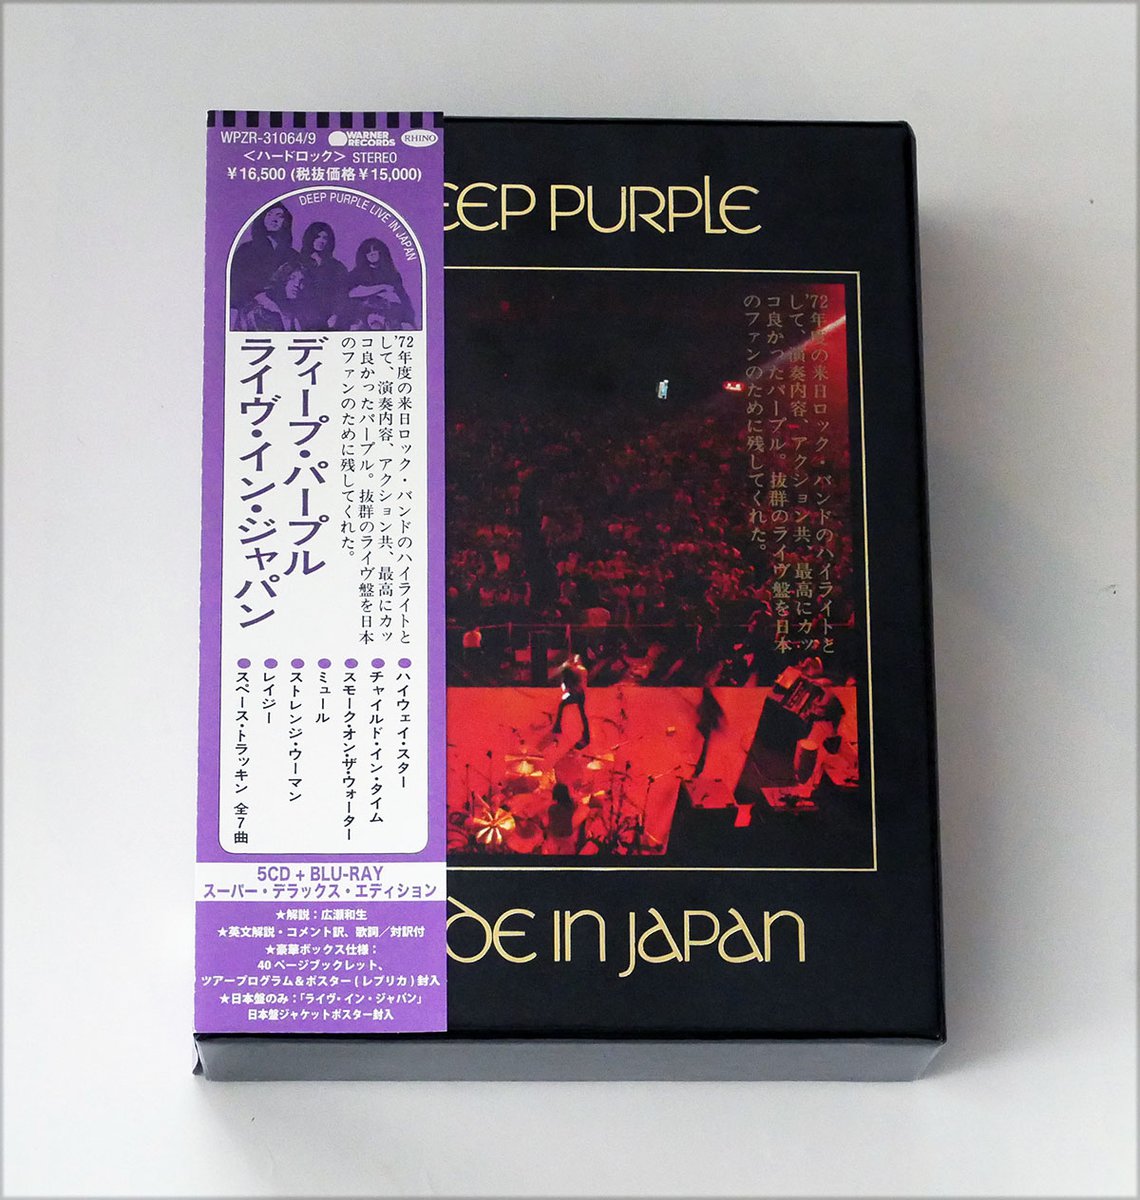 WPZR-31064/9 WARNER RECORDS RHINO
＜ハードロック＞ STEREO
￥16,500 (税抜価格￥15,000)
DEEP PURPLE LIVE IN JAPAN
'72年度の来日ロック・バンドのハイライトと
して、演奏内容、アクション共、最高にカッ
コ良かったパープル。抜群のライヴ盤を日本
のファンのために残してくれた。
ディープ・パープル
ライヴ・イン・ジャパン
●ハイウェイ・スター
●チャイルド・イン・タイム
●スモーク・オン・ザ・ウォーター
●ミュール
●ストレンジ・ウーマン
●レイジー
●スペース・トラッキン 全7曲
5CD + BLU-RAY
スーパー・デラックス・エディション
★解説：広瀬和生
★英文解説・コメント訳、歌詞／対訳付
★豪華ボックス仕様：
40ページブックレット、
ツアープログラム＆ポスター(レプリカ)封入
★日本盤のみ：「ライヴ・イン・ジャパン」
日本盤ジャケットポスター封入
EEP PURPLE
'72年度の来日ロック・バンドのハイライトと
して、演奏内容、アクション共、最高にカッ
コ良かったパープル。抜群のライヴ盤を日本
のファンのために残してくれた。
DE IN JAPAN